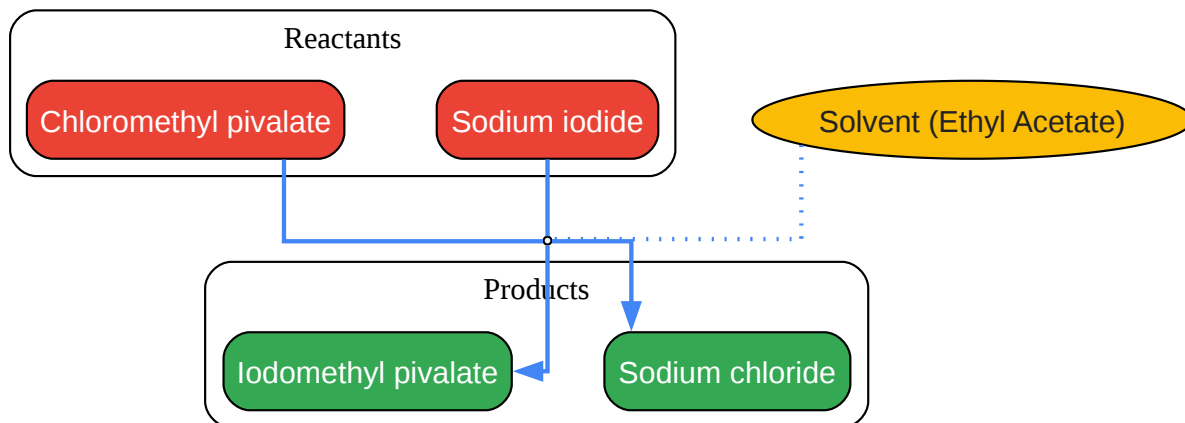 Reactants
Chloromethyl pivalate
Sodium iodide
Solvent (Ethyl Acetate)
Products
Iodomethyl pivalate
Sodium chloride